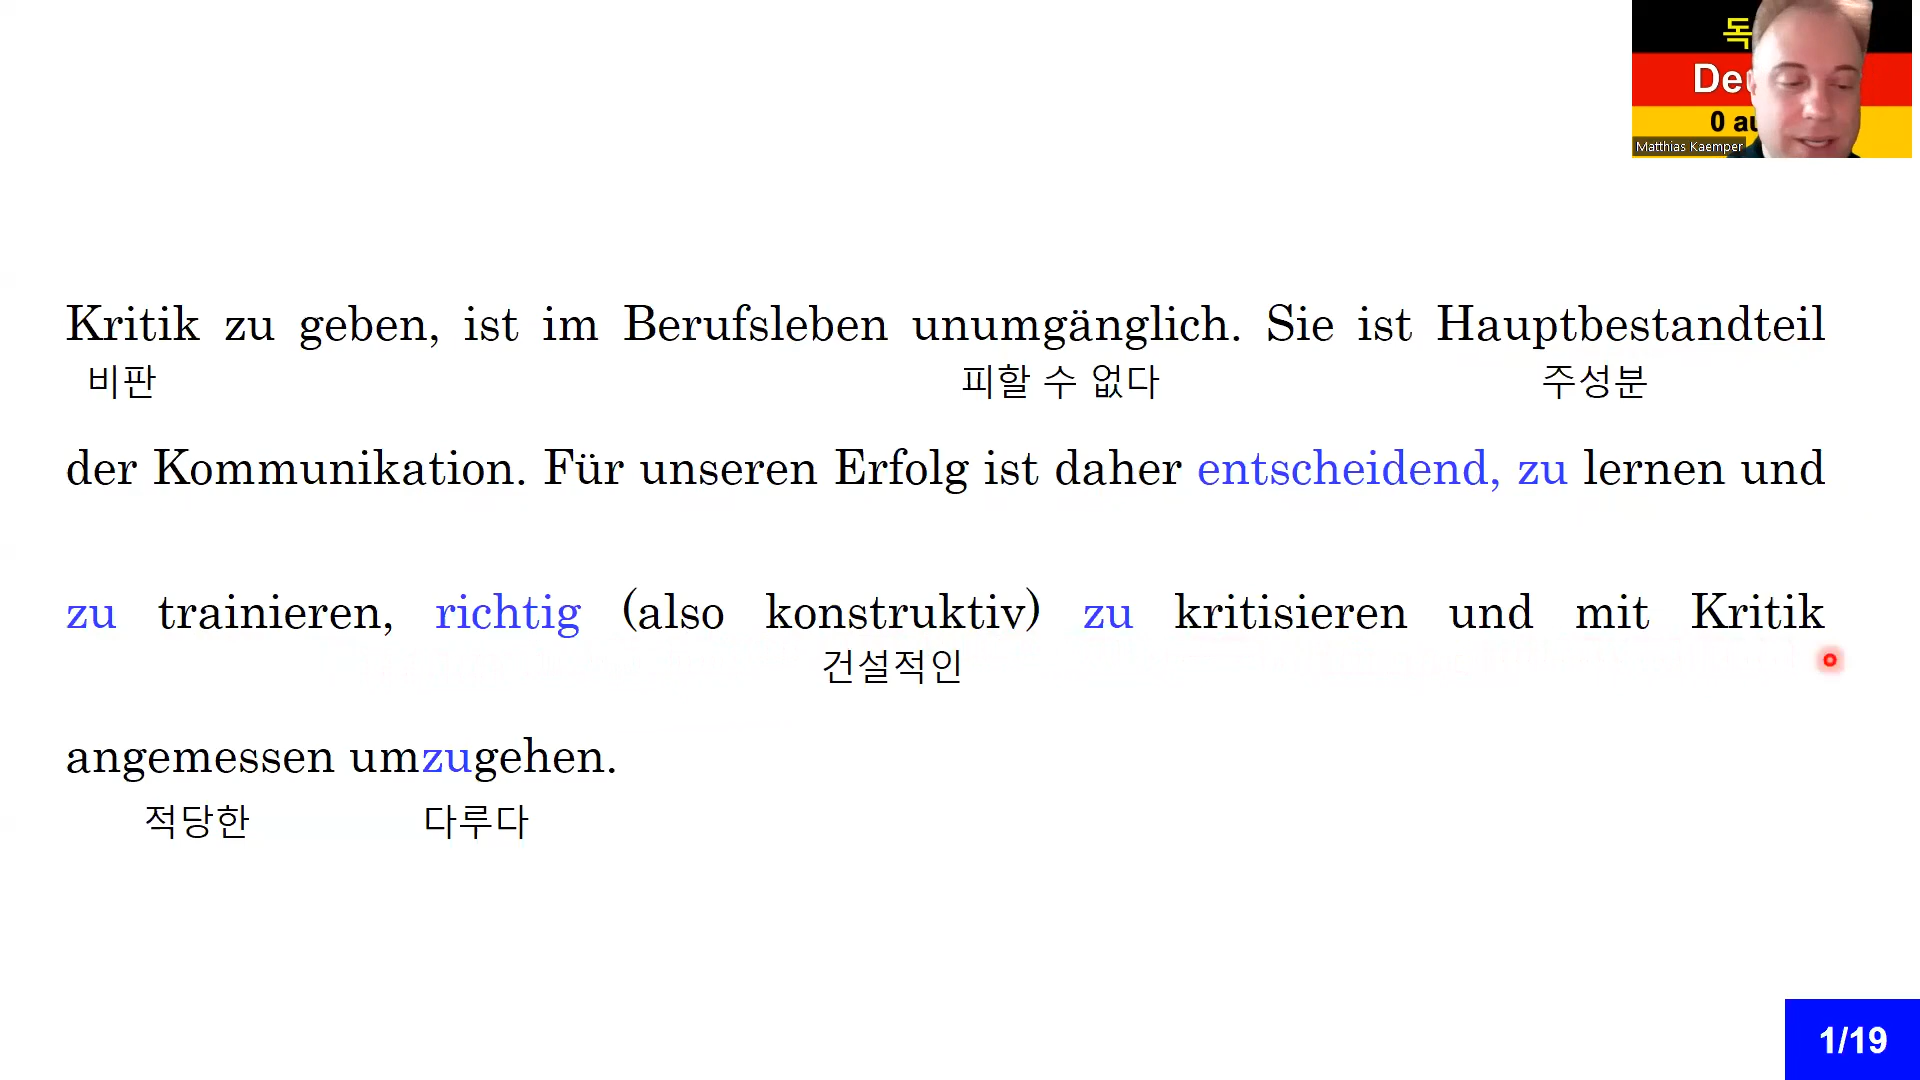 독
De
0 au
Matthias Kaemper
Kritik zu geben, ist im Berufsleben unumgänglich. Sie ist Hauptbestandteil
비판 피할 수 없다 주성분
der Kommunikation. Für unseren Erfolg ist daher entscheidend, zu lernen und
zu trainieren, richtig (also konstruktiv) zu kritisieren und mit Kritik
건설적인
angemessen umzugehen.
적당한 다루다
1/19